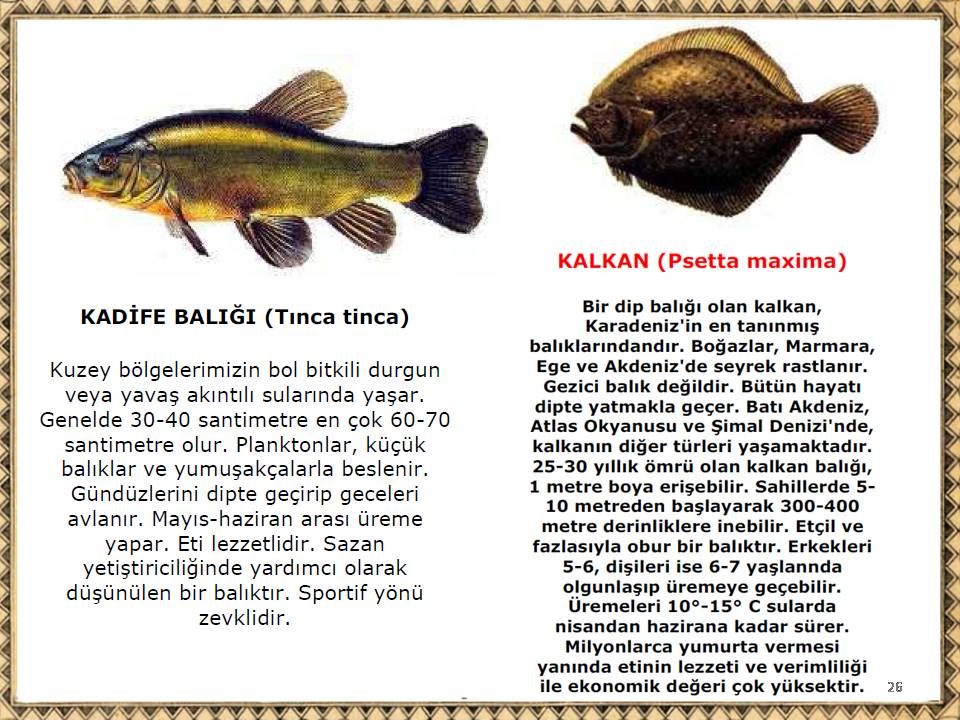 KADİFE BALIĞI (Tınca tinca)
Kuzey bölgelerimizin bol bitkili durgun
veya yavaş akıntılı sularında yaşar.
Genelde 30-40 santimetre en çok 60-70
santimetre olur. Planktonlar, küçük
balıklar ve yumuşakçalarla beslenir.
Gündüzlerini dipte geçirip geceleri
avlanır. Mayıs-haziran arası üreme
yapar. Eti lezzetlidir. Sazan
yetiştiriciliğinde yardımcı olarak
düşünülen bir balıktır. Sportif yönü
zevklidir.
KALKAN (Psetta maxima)
Bir dip balığı olan kalkan,
Karadeniz'in en tanınmış
balıklarındandır. Boğazlar, Marmara,
Ege ve Akdeniz'de seyrek rastlanır.
Gezici balık değildir. Bütün hayatı
dipte yatmakla geçer. Batı Akdeniz,
Atlas Okyanusu ve Şimal Denizi'nde,
kalkanın diğer türleri yaşamaktadır.
25-30 yıllık ömrü olan kalkan balığı,
1 metre boya erişebilir. Sahillerde 5-
10 metreden başlayarak 300-400
metre derinliklere inebilir. Etçil ve
fazlasıyla obur bir balıktır. Erkekleri
5-6, dişileri ise 6-7 yaşlannda
olgunlaşıp üremeye geçebilir.
Üremeleri 10°-15° C sularda
nisandan hazirana kadar sürer.
Milyonlarca yumurta vermesi
yanında etinin lezzeti ve verimliliği
ile ekonomik değeri çok yüksektir.